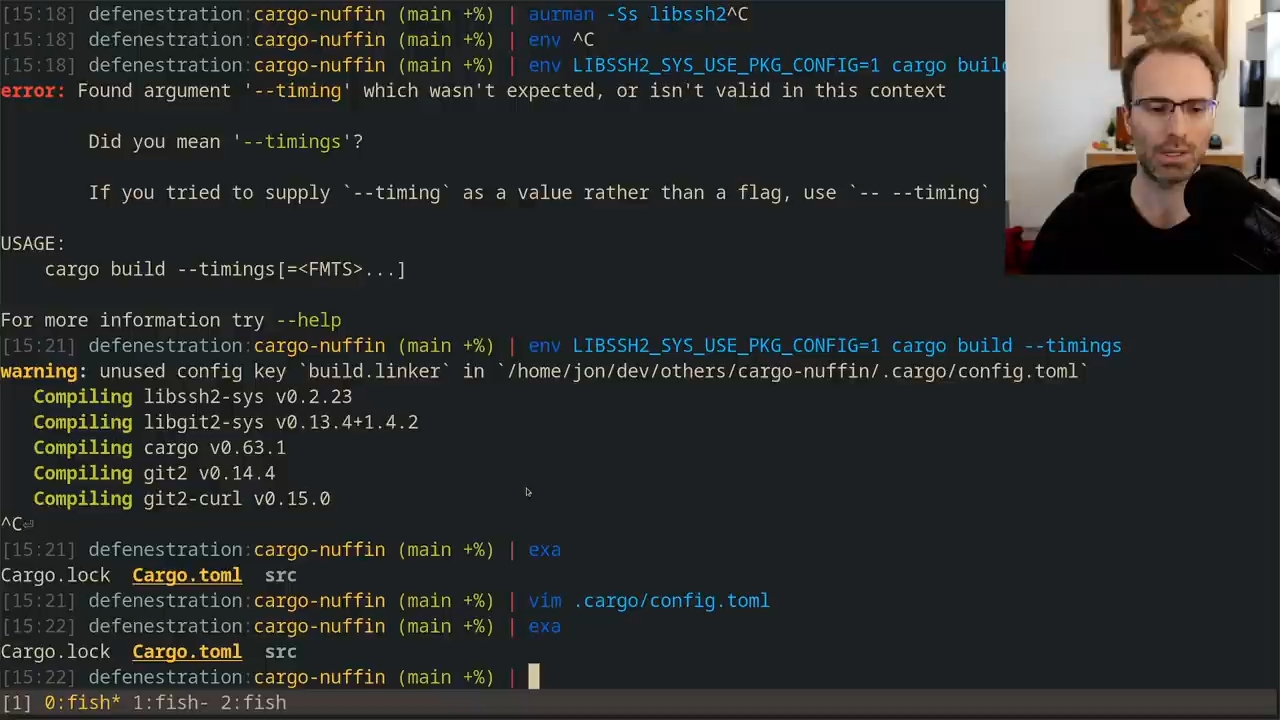 [15:18] defenestration:cargo-nuffin (main +%) | aurman -Ss libssh2^C
[15:18] defenestration:cargo-nuffin (main +%) | env ^C
[15:18] defenestration:cargo-nuffin (main +%) | env LIBSSH2_SYS_USE_PKG_CONFIG=1 cargo build
error: Found argument '--timing' which wasn't expected, or isn't valid in this context
Did you mean '--timings'?
If you tried to supply `--timing` as a value rather than a flag, use `-- --timing`
USAGE:
cargo build --timings[=<FMTS>...]
For more information try --help
[15:21] defenestration:cargo-nuffin (main +%) | env LIBSSH2_SYS_USE_PKG_CONFIG=1 cargo build --timings
warning: unused config key `build.linker` in `/home/jon/dev/others/cargo-nuffin/.cargo/config.toml`
Compiling libssh2-sys v0.2.23
Compiling libgit2-sys v0.13.4+1.4.2
Compiling cargo v0.63.1
Compiling git2 v0.14.4
Compiling git2-curl v0.15.0
^C⏎
[15:21] defenestration:cargo-nuffin (main +%) | exa
Cargo.lock Cargo.toml src
[15:21] defenestration:cargo-nuffin (main +%) | vim .cargo/config.toml
[15:22] defenestration:cargo-nuffin (main +%) | exa
Cargo.lock Cargo.toml src
[15:22] defenestration:cargo-nuffin (main +%) |
[1] 0:fish* 1:fish- 2:fish